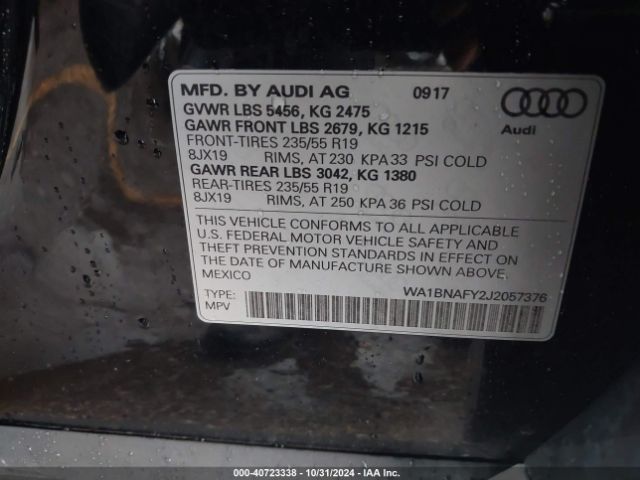 MFD. BY AUDI AG 0917
GVWR LBS 5456, KG 2475
GAWR FRONT LBS 2679, KG 1215
FRONT-TIRES 235/55 R19
8JX19 RIMS, AT 230 KPA 33 PSI COLD
GAWR REAR LBS 3042, KG 1380
REAR-TIRES 235/55 R19
8JX19 RIMS, AT 250 KPA 36 PSI COLD
Audi
THIS VEHICLE CONFORMS TO ALL APPLICABLE
U.S. FEDERAL MOTOR VEHICLE SAFETY AND
THEFT PREVENTION STANDARDS IN EFFECT ON
THE DATE OF MANUFACTURE SHOWN ABOVE.
MEXICO
WA1BNAFY2J2057376
TYPE:
MPV
000-40723338 - 10/31/2024 - IAA Inc.